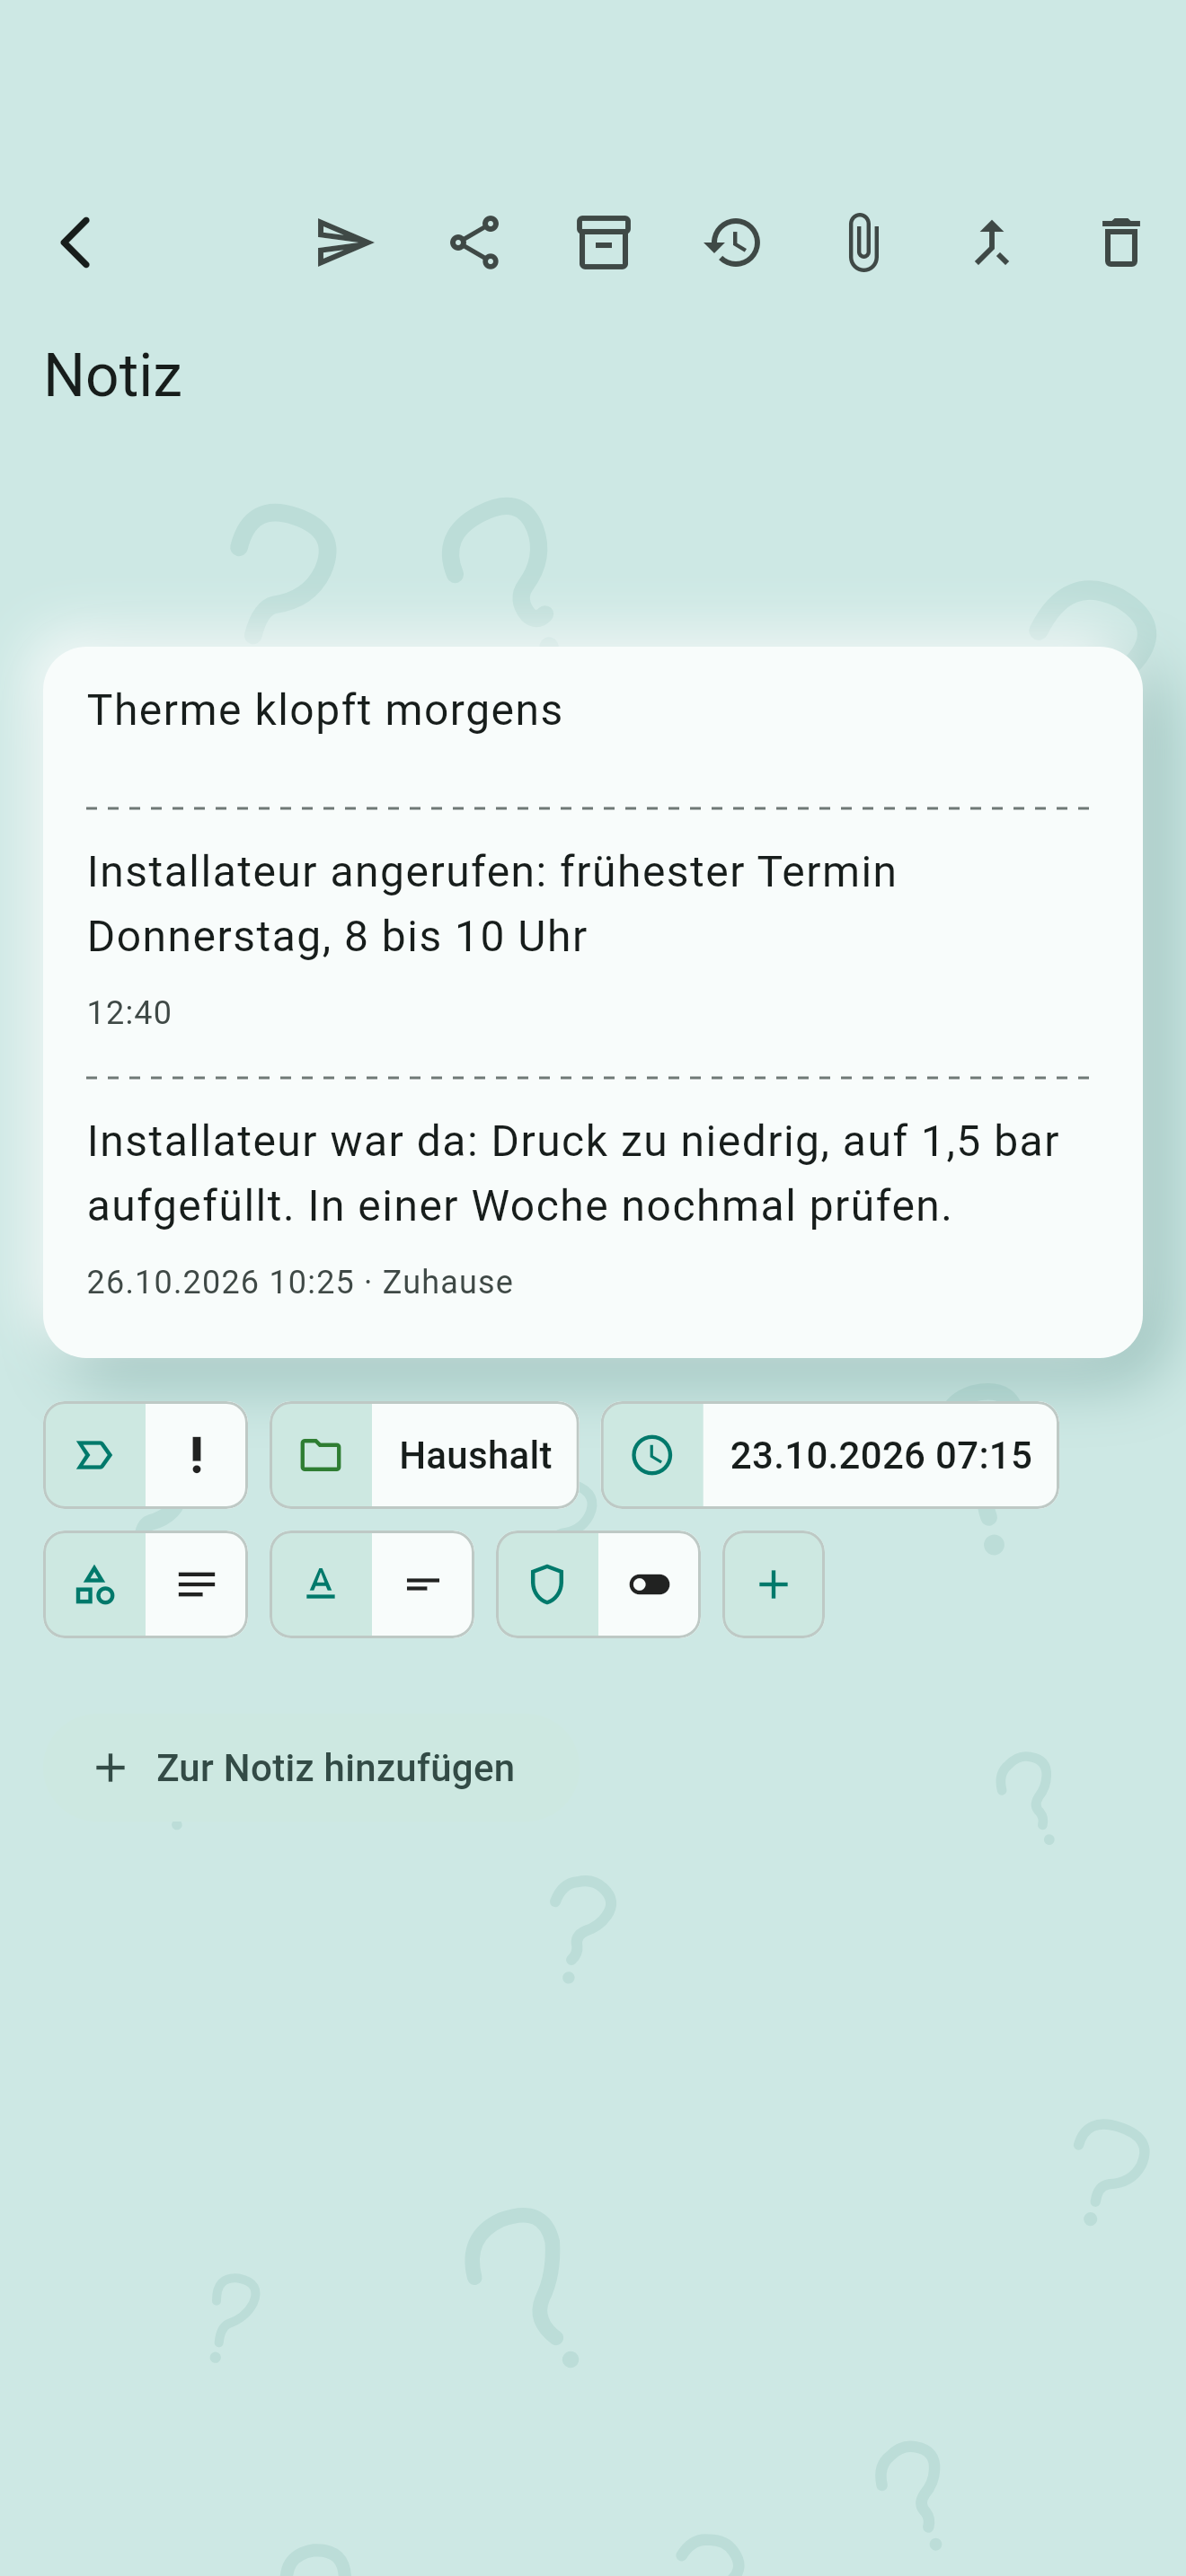 Notiz
Therme klopft morgens
Installateur angerufen: frühester Termin
Donnerstag, 8 bis 10 Uhr
12:40
Installateur war da: Druck zu niedrig, auf 1,5 bar
aufgefüllt. In einer Woche nochmal prüfen.
26.10.2026 10:25 · Zuhause
Haushalt
23.10.2026 07:15
Zur Notiz hinzufügen